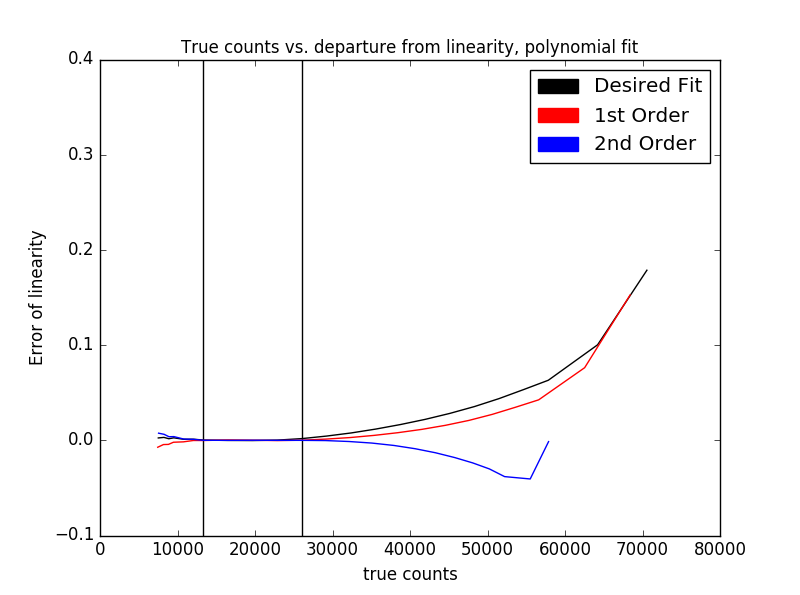 True counts vs. departure from linearity, polynomial fit
0.4
0.3
0.2
0.1
0.0
−0.1
Error of linearity
Desired Fit
1st Order
2nd Order
0 10000 20000 30000 40000 50000 60000 70000 80000
true counts